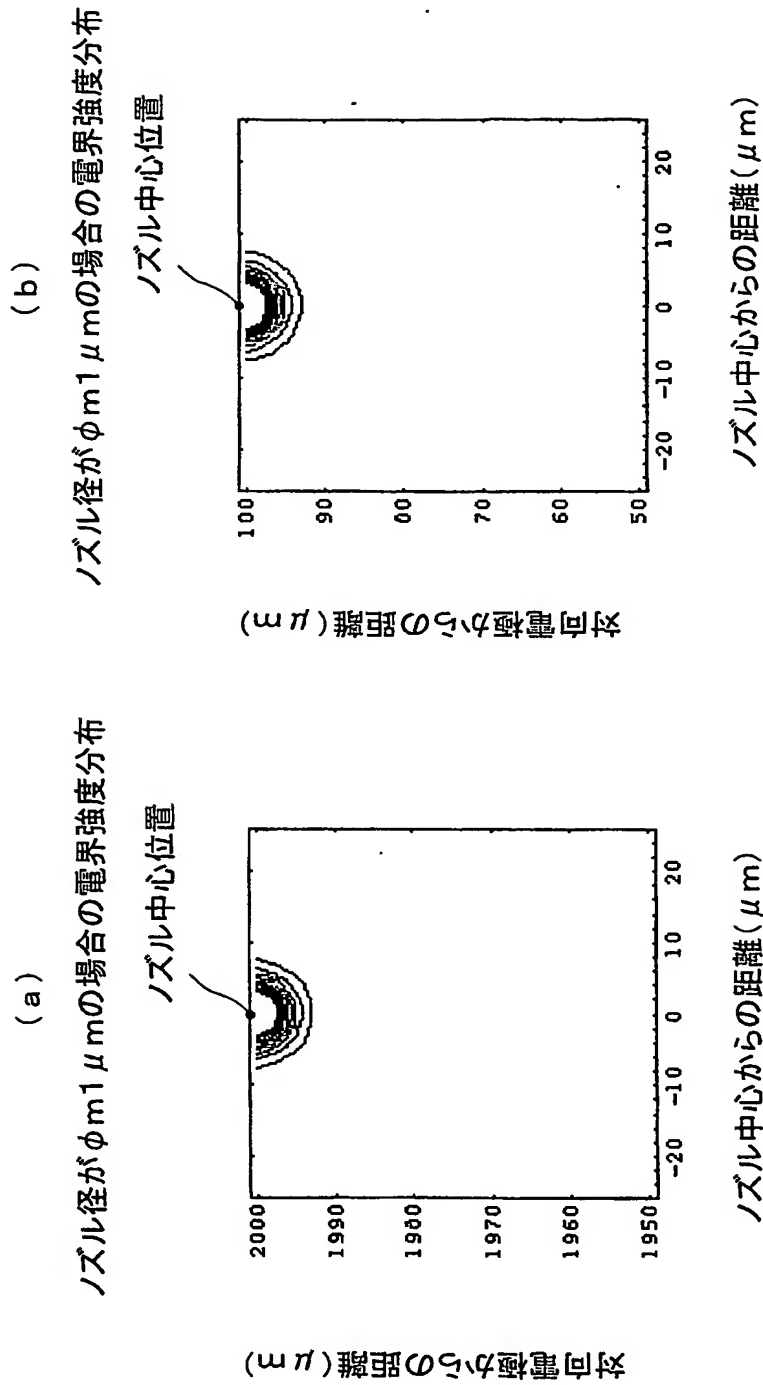 (a)
ノズル径がφm1μmの場合の電界強度分布
ノズル中心位置
対向電極からの距離(μm)
2000
1990
1980
1970
1960
1950
-20
-10
0
10
20
ノズル中心からの距離(μm)
(b)
ノズル径がφm1μmの場合の電界強度分布
ノズル中心位置
対向電極からの距離(μm)
100
90
80
70
60
50
-20
-10
0
10
20
ノズル中心からの距離(μm)